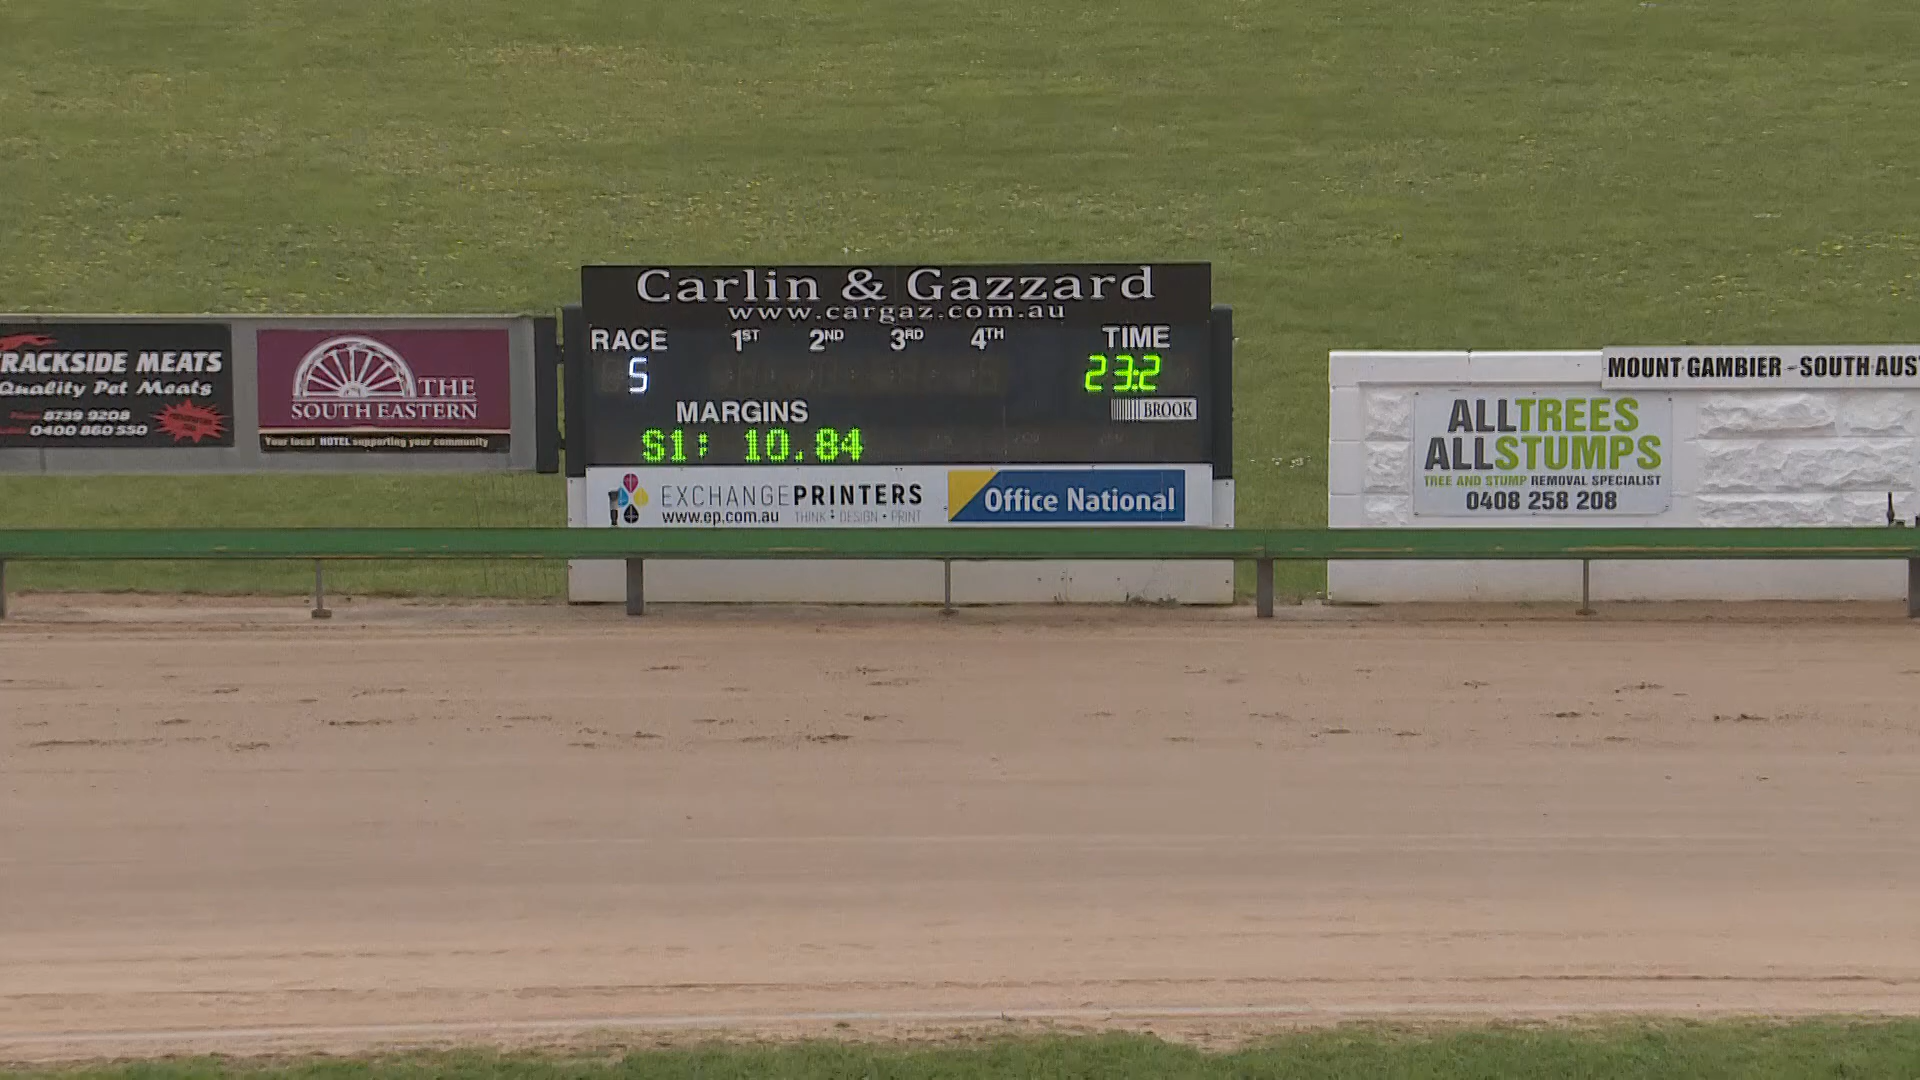 RACKSIDE MEATS
Quality Pet Meats
8739 9208
0400 860 550
THE
SOUTH EASTERN
Your local HOTEL supporting your community
Carlin & Gazzard
www.cargaz.com.au
RACE 1ST 2ND 3RD 4TH TIME
5 23:2
MARGINS BROOK
S1: 10.84
EXCHANGEPRINTERS
www.ep.com.au THINK • DESIGN • PRINT
Office National
MOUNT GAMBIER - SOUTH AUS
ALLTREES
ALLSTUMPS
TREE AND STUMP REMOVAL SPECIALIST
0408 258 208